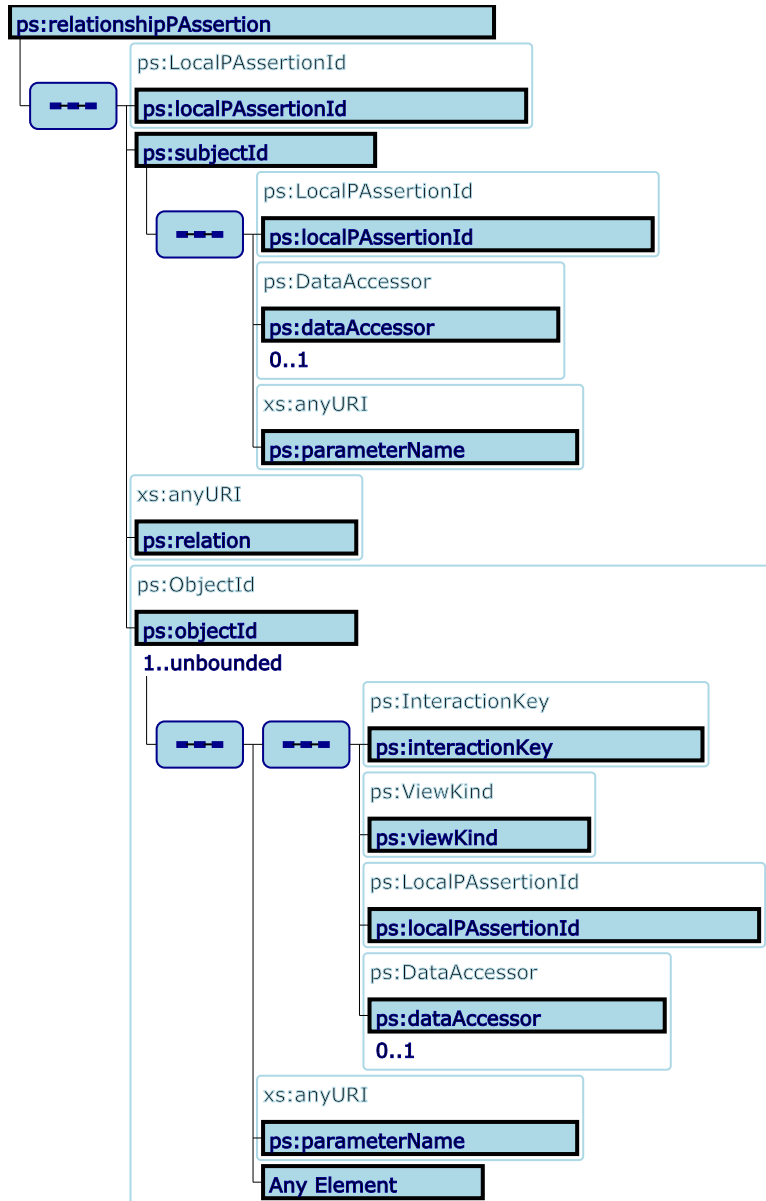 ps:relationshipPAssertion
ps:LocalPAssertionId
ps:localPAssertionId
ps:subjectId
ps:LocalPAssertionId
ps:localPAssertionId
ps:DataAccessor
ps:dataAccessor
0..1
xs:anyURI
ps:parameterName
xs:anyURI
ps:relation
ps:ObjectId
ps:objectId
1..unbounded
ps:InteractionKey
ps:interactionKey
ps:ViewKind
ps:viewKind
ps:LocalPAssertionId
ps:localPAssertionId
ps:DataAccessor
ps:dataAccessor
0..1
xs:anyURI
ps:parameterName
Any Element